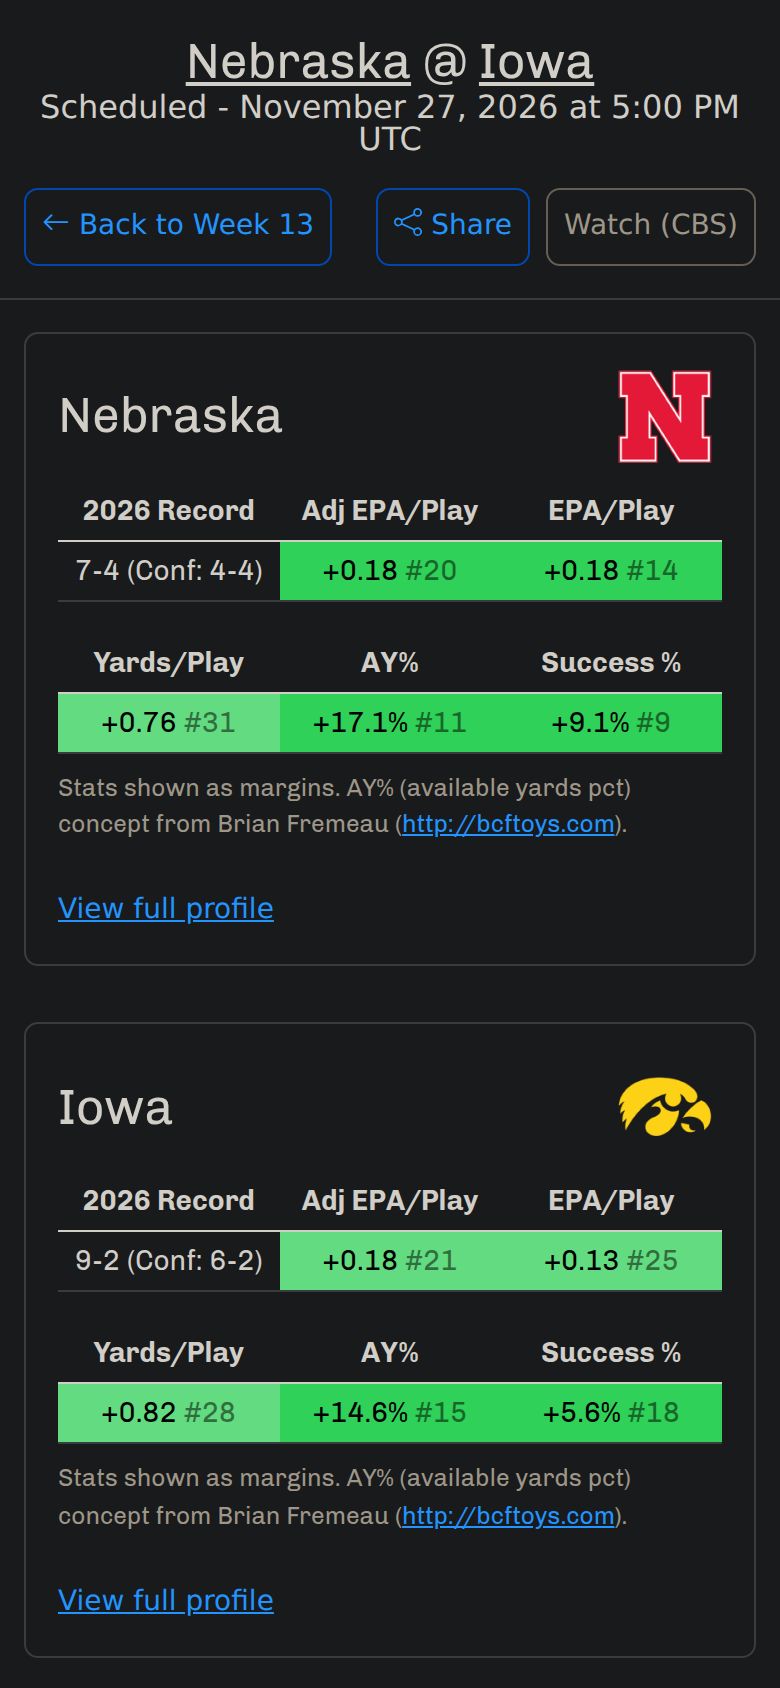 Nebraska @ Iowa
Scheduled - November 27, 2026 at 5:00 PM
UTC
← Back to Week 13 Share Watch (CBS)
Nebraska N
2026 Record Adj EPA/Play EPA/Play
7-4 (Conf: 4-4) +0.18 #20 +0.18 #14
Yards/Play AY% Success %
+0.76 #31 +17.1% #11 +9.1% #9
Stats shown as margins. AY% (available yards pct)
concept from Brian Fremeau (http://bcftoys.com).
View full profile
Iowa
2026 Record Adj EPA/Play EPA/Play
9-2 (Conf: 6-2) +0.18 #21 +0.13 #25
Yards/Play AY% Success %
+0.82 #28 +14.6% #15 +5.6% #18
Stats shown as margins. AY% (available yards pct)
concept from Brian Fremeau (http://bcftoys.com).
View full profile